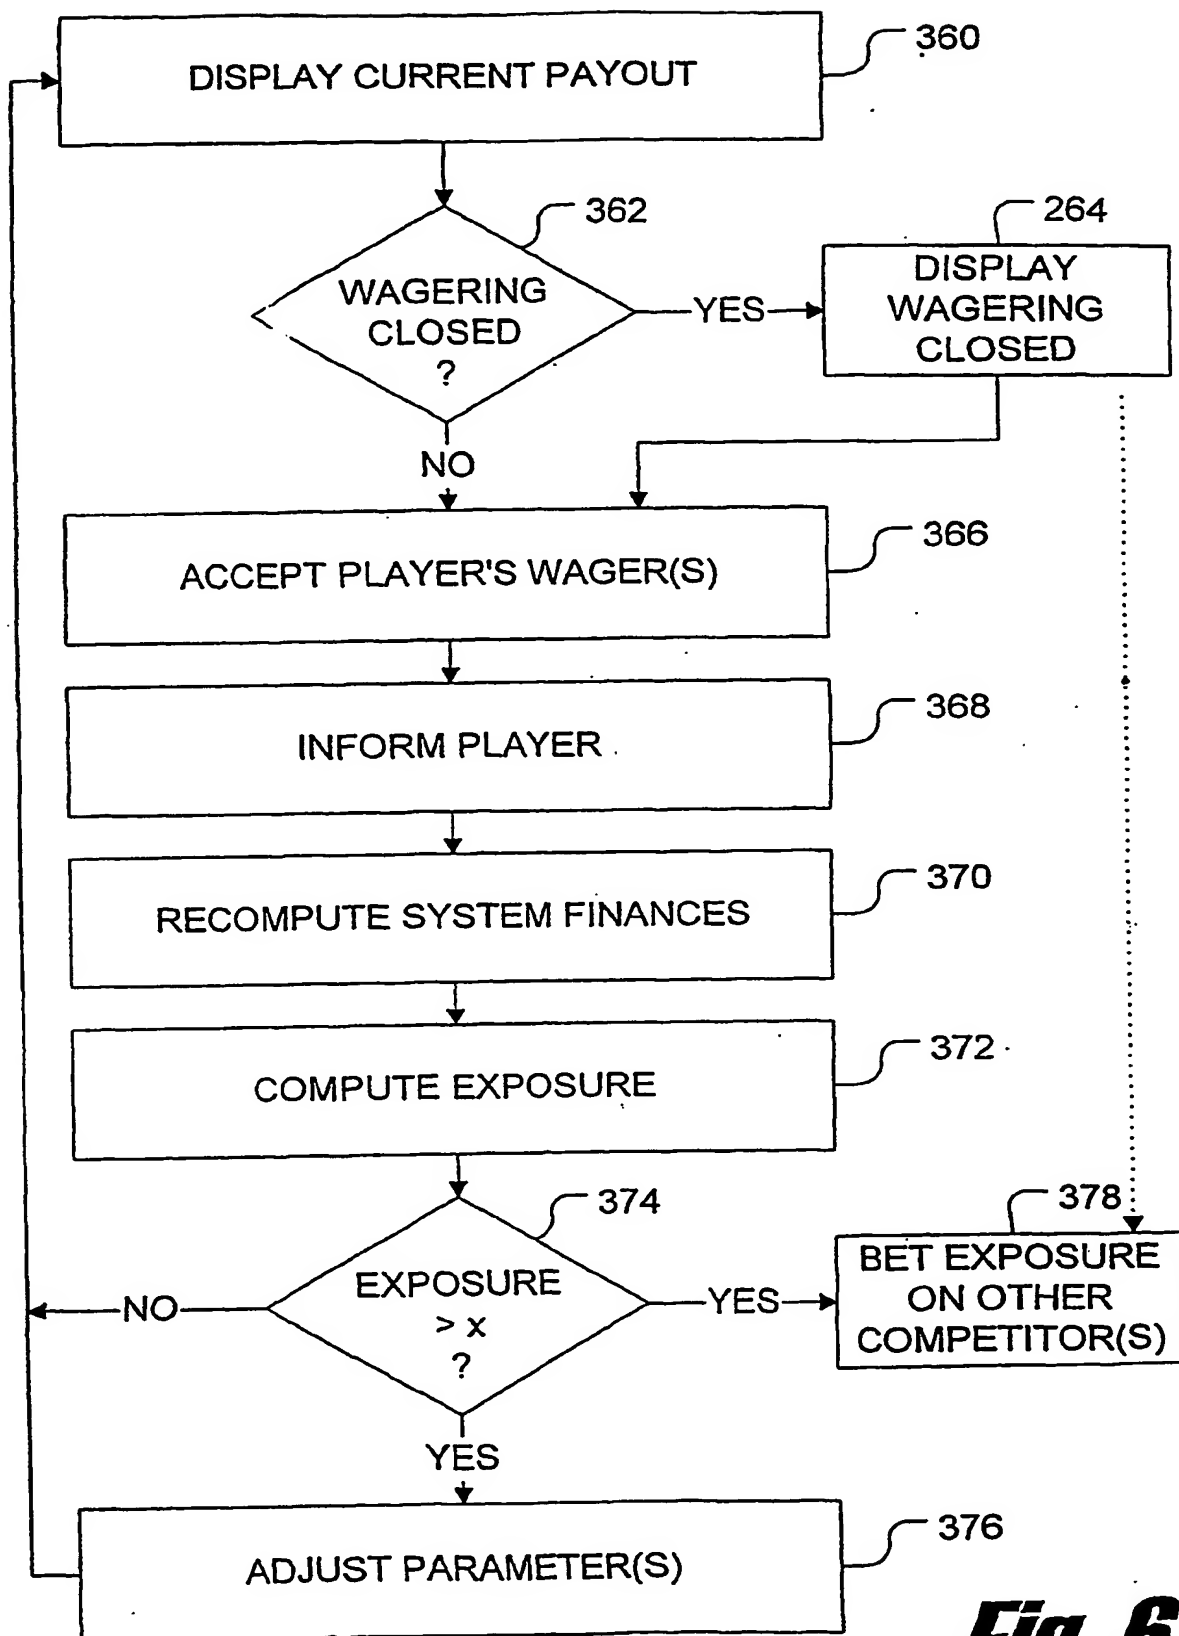 360
DISPLAY CURRENT PAYOUT
362
264
WAGERING
CLOSED
?
YES
DISPLAY
WAGERING
CLOSED
NO
366
ACCEPT PLAYER'S WAGER(S)
368
INFORM PLAYER
370
RECOMPUTE SYSTEM FINANCES
372
COMPUTE EXPOSURE
374
378
EXPOSURE
> x
?
NO
YES
BET EXPOSURE
ON OTHER
COMPETITOR(S)
YES
376
ADJUST PARAMETER(S)
Fig. 6